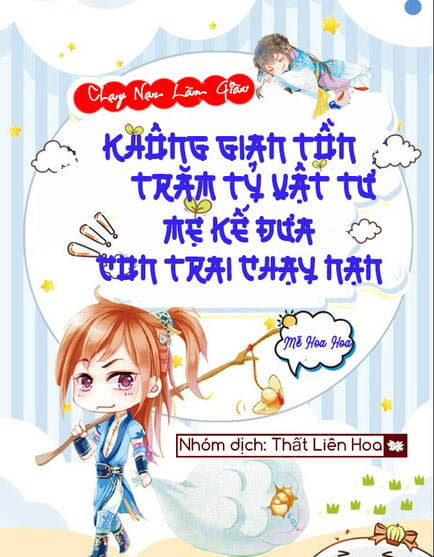 Chạy Nạn Làm Giàu
KHÔNG GIAN TỒN
TRĂM TỶ VẬT TƯ
MẸ KẾ ĐƯA
CON TRAI CHẠY NẠN
Mễ Hoa Hoa
Nhóm dịch: Thất Liên Hoa